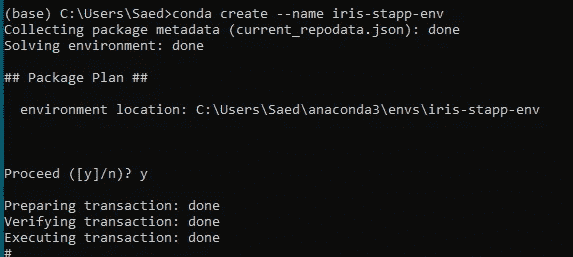 (base) C:\Users\Saed>conda create --name iris-stapp-env
Collecting package metadata (current_repodata.json): done
Solving environment: done
## Package Plan ##
environment location: C:\Users\Saed\anaconda3\envs\iris-stapp-env
Proceed ([y]/n)? y
Preparing transaction: done
Verifying transaction: done
Executing transaction: done
#